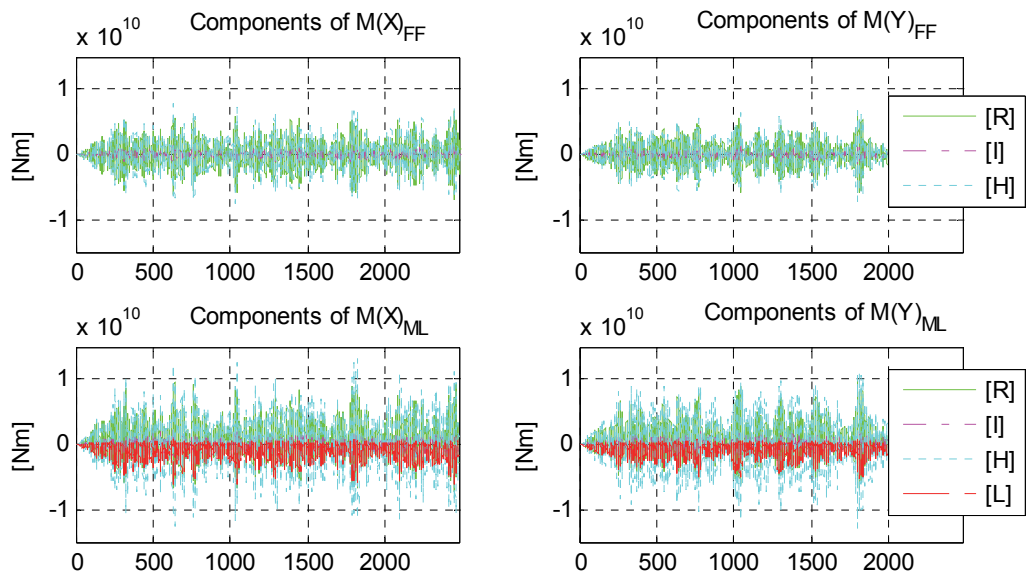 Components of M(X)FF
x 10^10
[Nm]
1
0
-1
0 500 1000 1500 2000
Components of M(Y)FF
x 10^10
[Nm]
1
0
-1
0 500 1000 1500 2000
[R]
[I]
[H]
Components of M(X)ML
x 10^10
[Nm]
1
0
-1
0 500 1000 1500 2000
Components of M(Y)ML
x 10^10
[Nm]
1
0
-1
0 500 1000 1500 2000
[R]
[I]
[H]
[L]